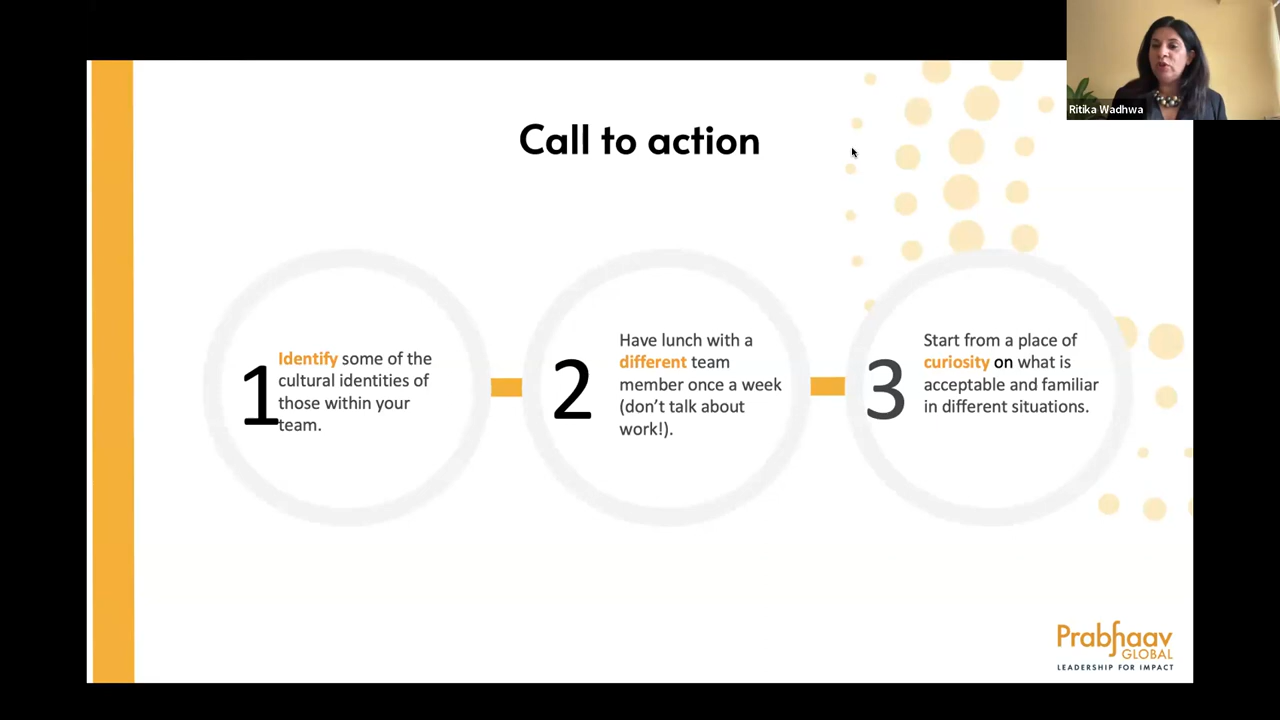 Ritika Wadhwa
Call to action
1
Identify some of the
cultural identities of
those within your
team.
2
Have lunch with a
different team
member once a week
(don’t talk about
work!).
3
Start from a place of
curiosity on what is
acceptable and familiar
in different situations.
Prabhaav
GLOBAL
LEADERSHIP FOR IMPACT